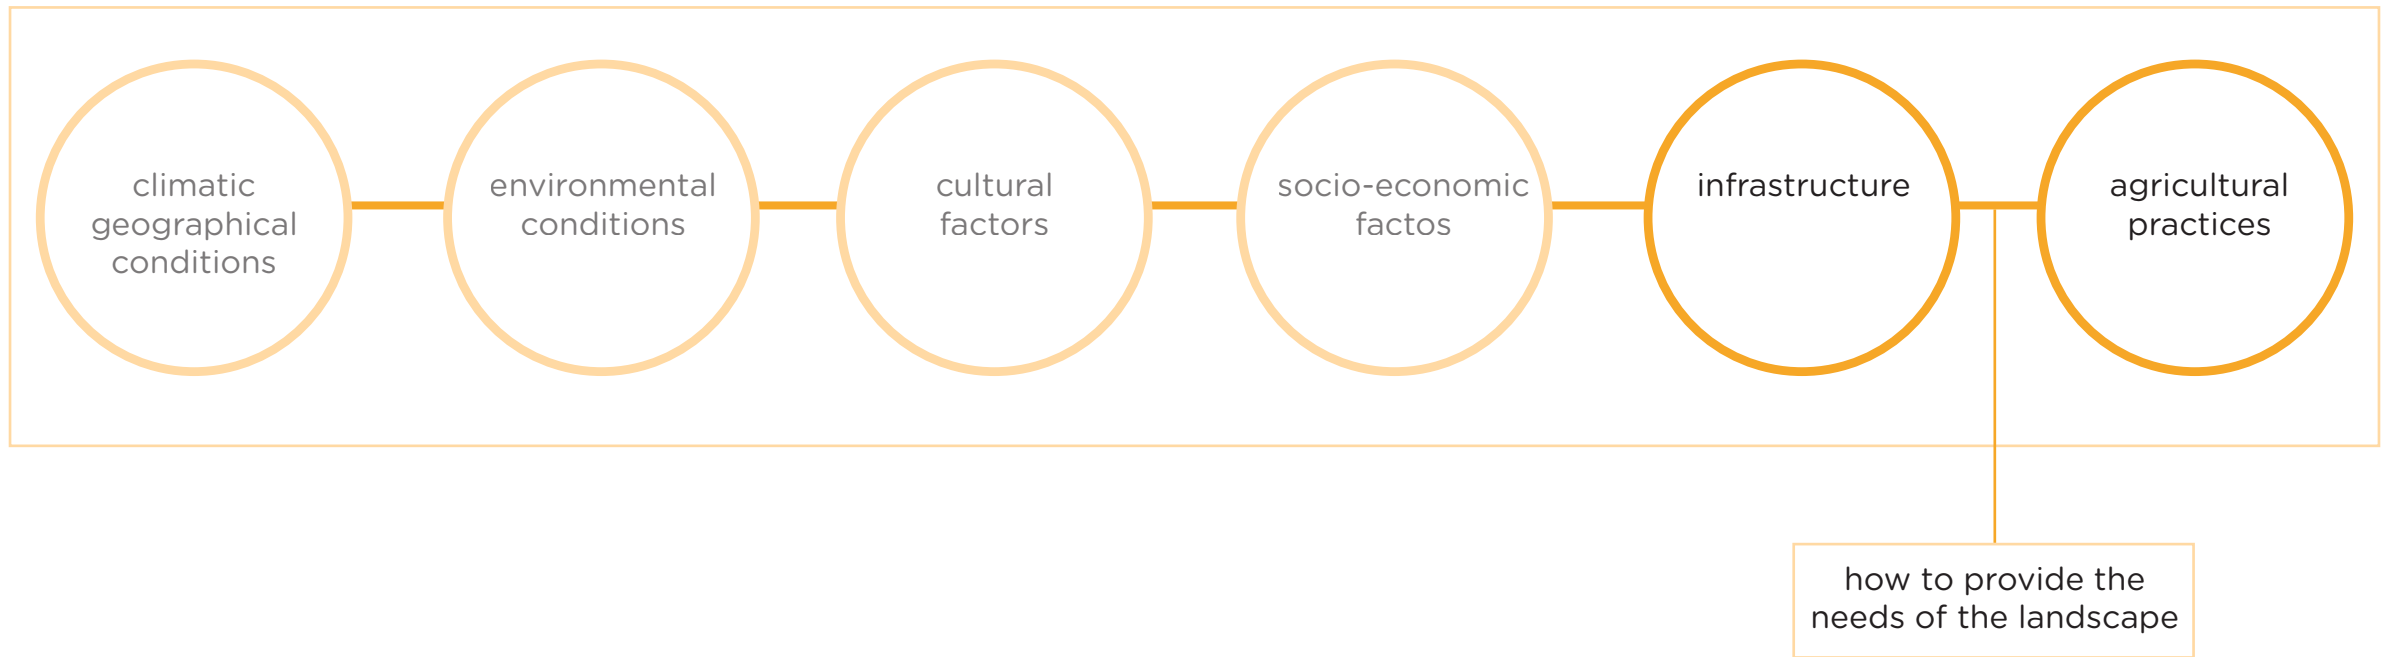 climatic
geographical
conditions
environmental
conditions
cultural
factors
socio-economic
factos
infrastructure
agricultural
practices
how to provide the
needs of the landscape